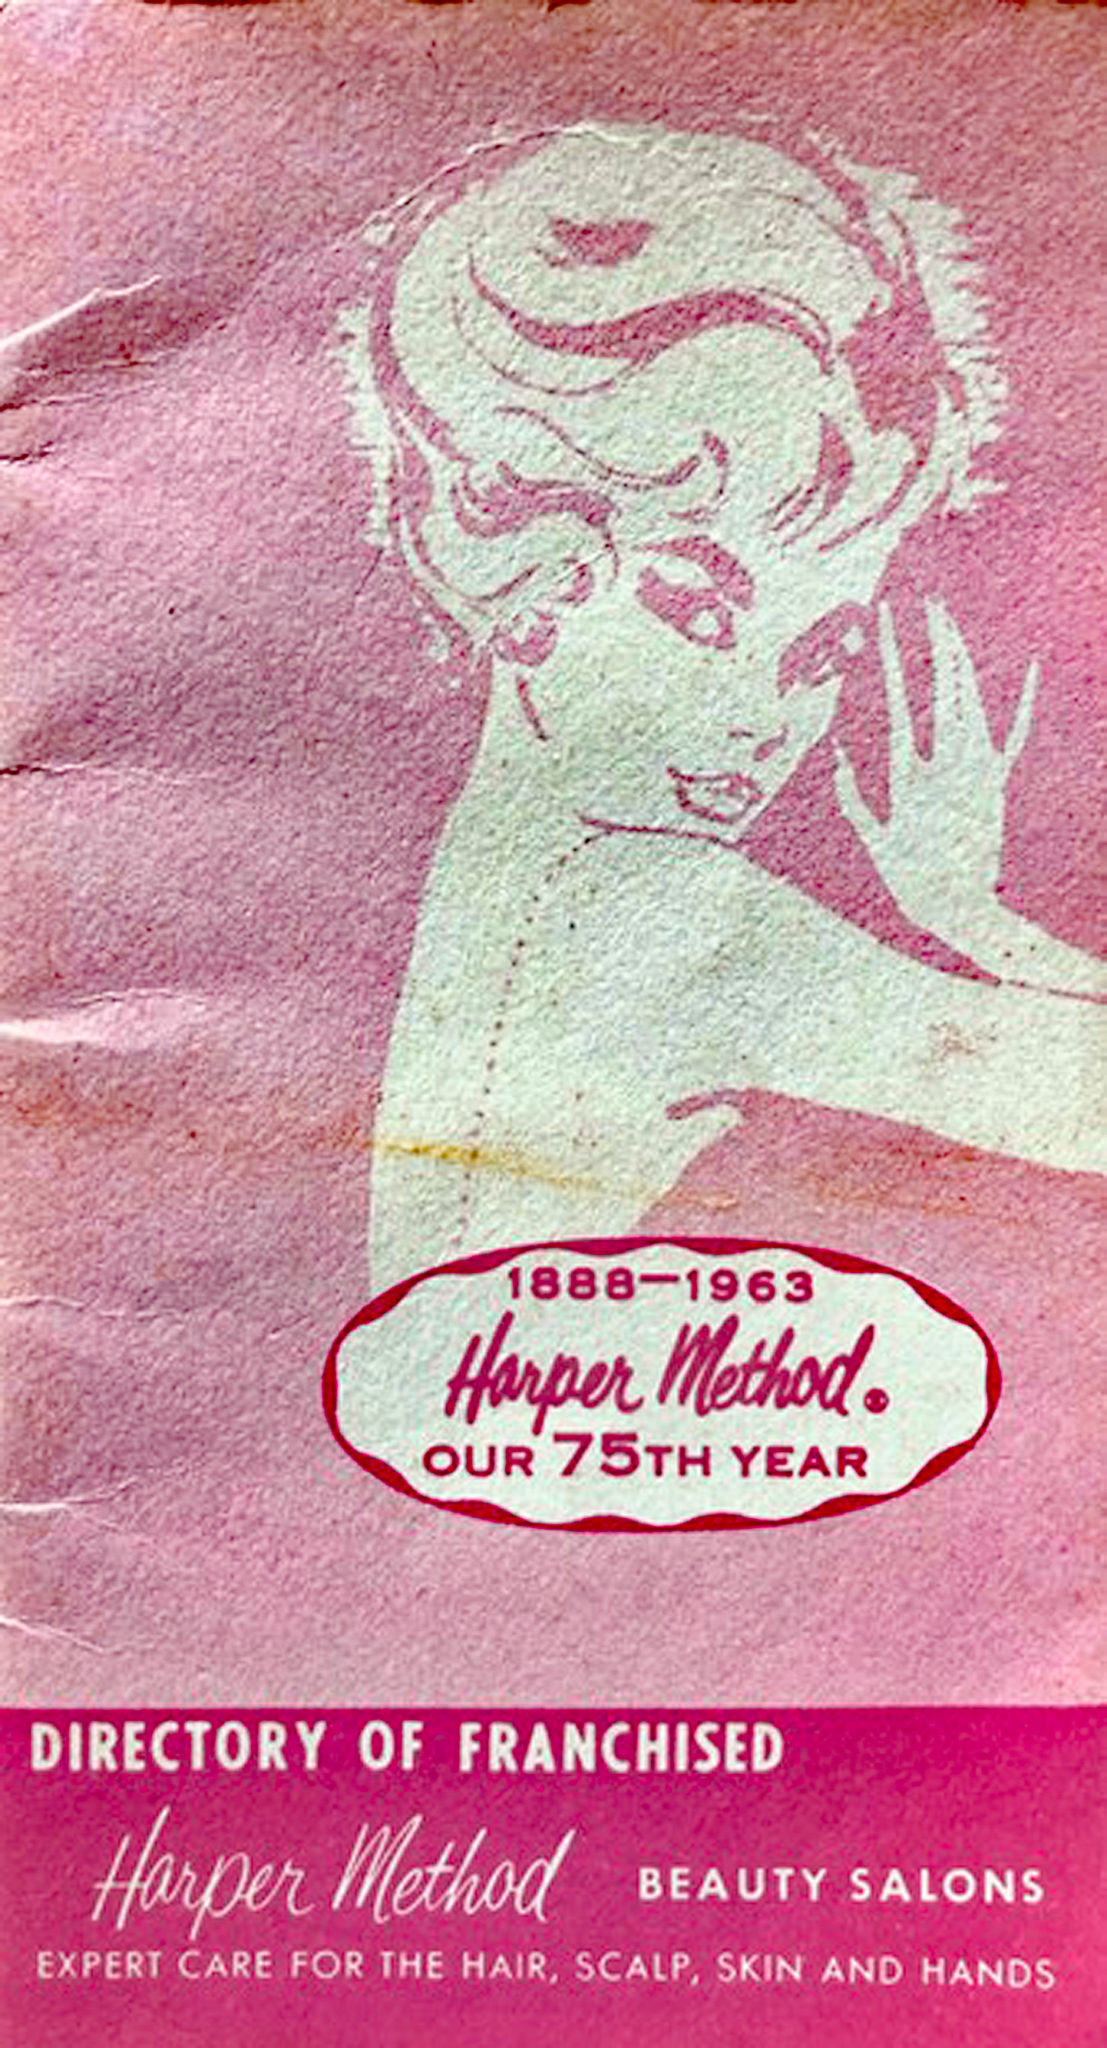 1888—1963
Harper Method®
OUR 75TH YEAR
DIRECTORY OF FRANCHISED
Harper Method BEAUTY SALONS
EXPERT CARE FOR THE HAIR, SCALP, SKIN AND HANDS